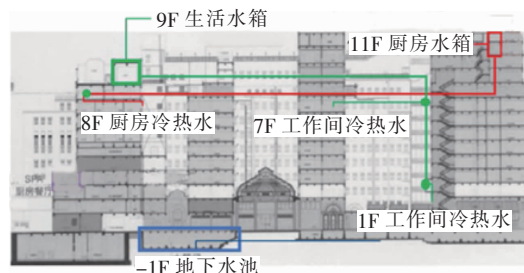 9F 生活水箱
11F 厨房水箱
8F 厨房冷热水
7F 工作间冷热水
1F 工作间冷热水
-1F 地下水池